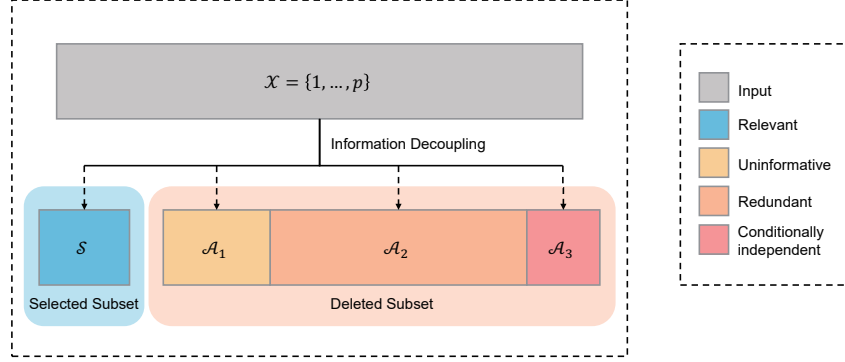 𝒳 = {1, …, p}
Information Decoupling
𝒮
𝒜₁
𝒜₂
𝒜₃
Selected Subset
Deleted Subset
Input
Relevant
Uninformative
Redundant
Conditionally
independent